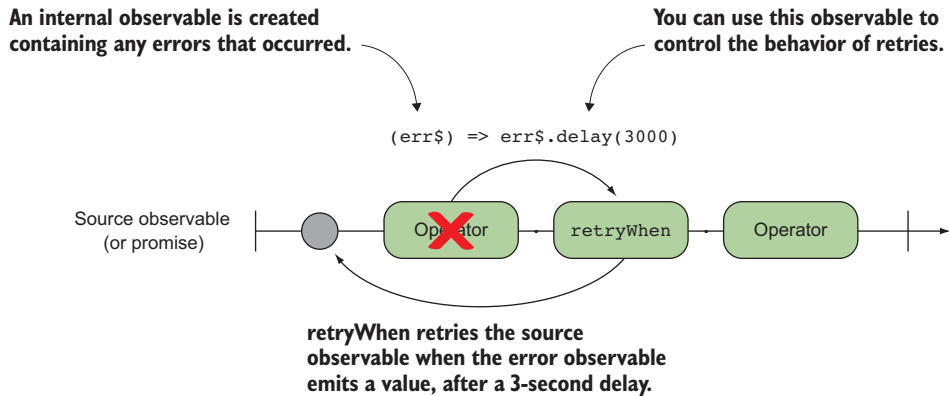 An internal observable is created
containing any errors that occurred.
You can use this observable to
control the behavior of retries.
(err$) => err$.delay(3000)
Source observable
(or promise)
Operator
retryWhen
Operator
retryWhen retries the source
observable when the error observable
emits a value, after a 3-second delay.